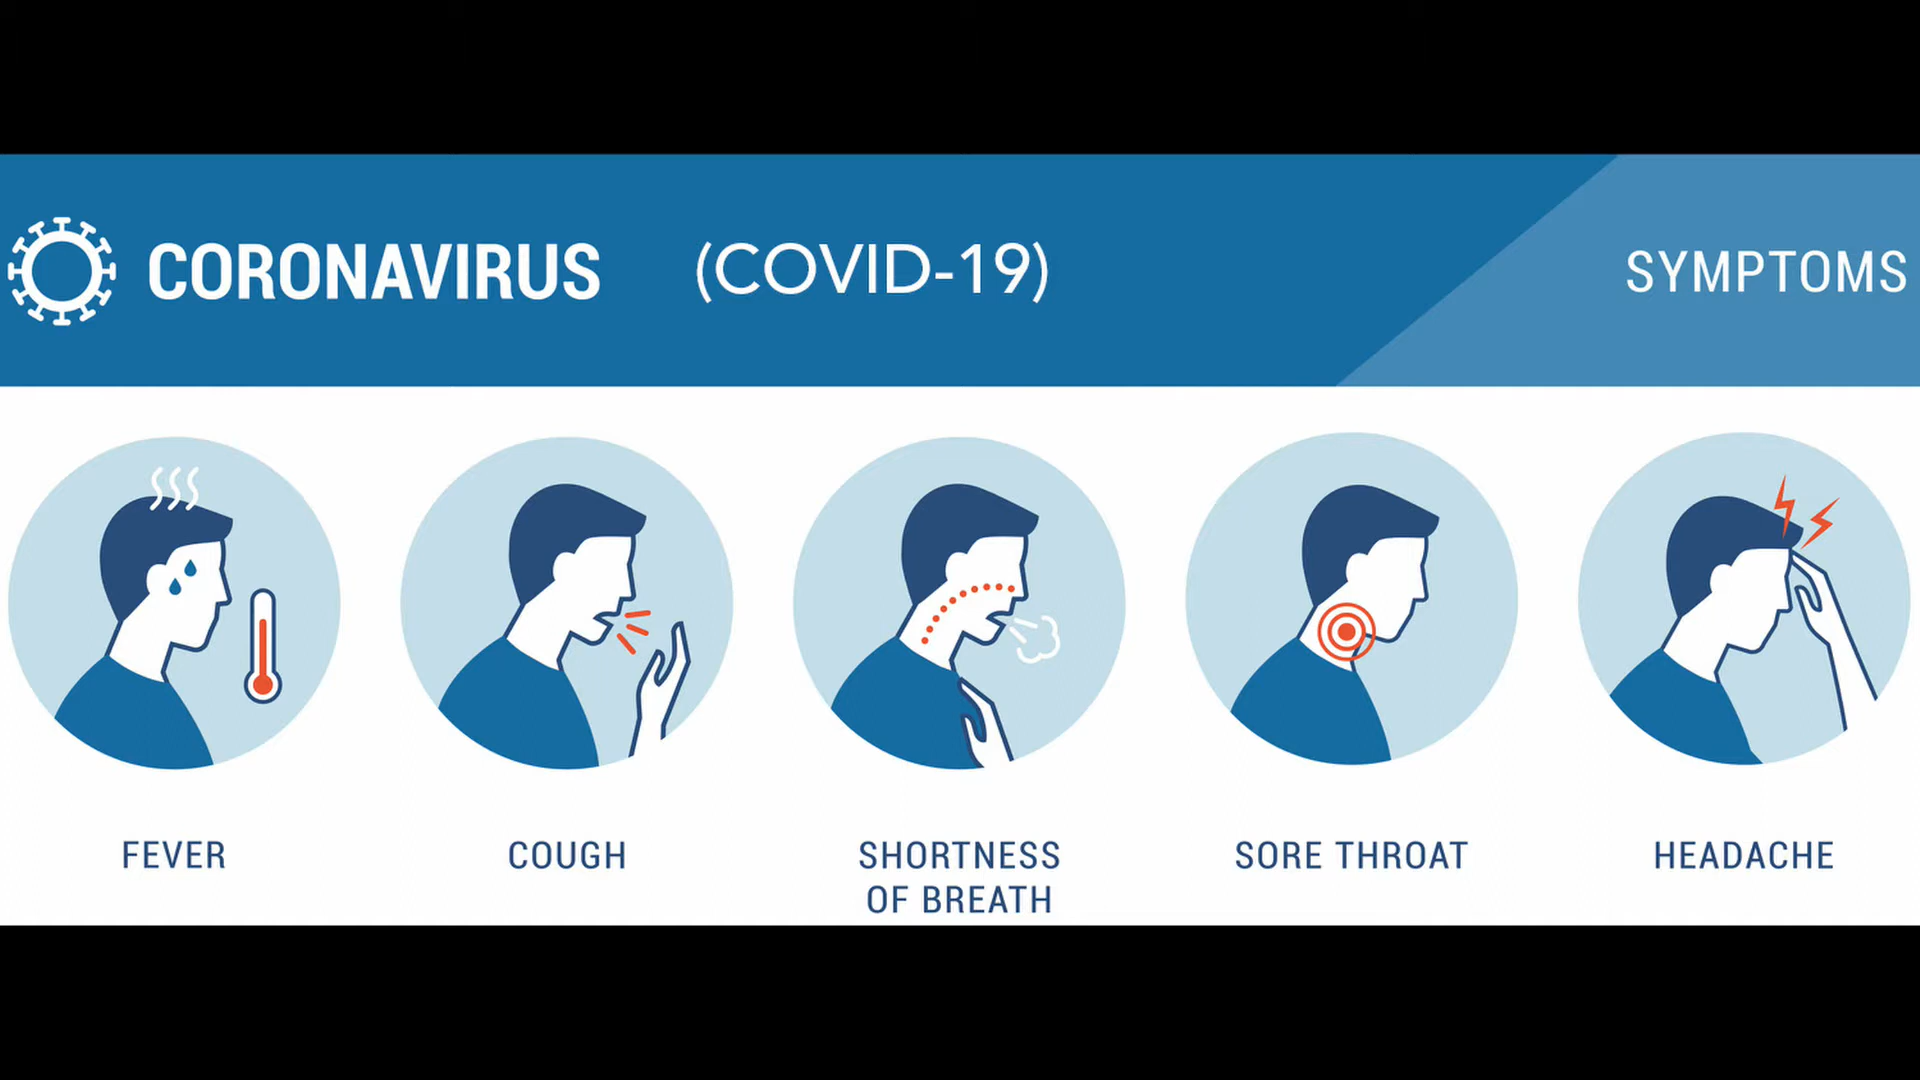 CORONAVIRUS (COVID-19)
SYMPTOMS
FEVER
COUGH
SHORTNESS
OF BREATH
SORE THROAT
HEADACHE